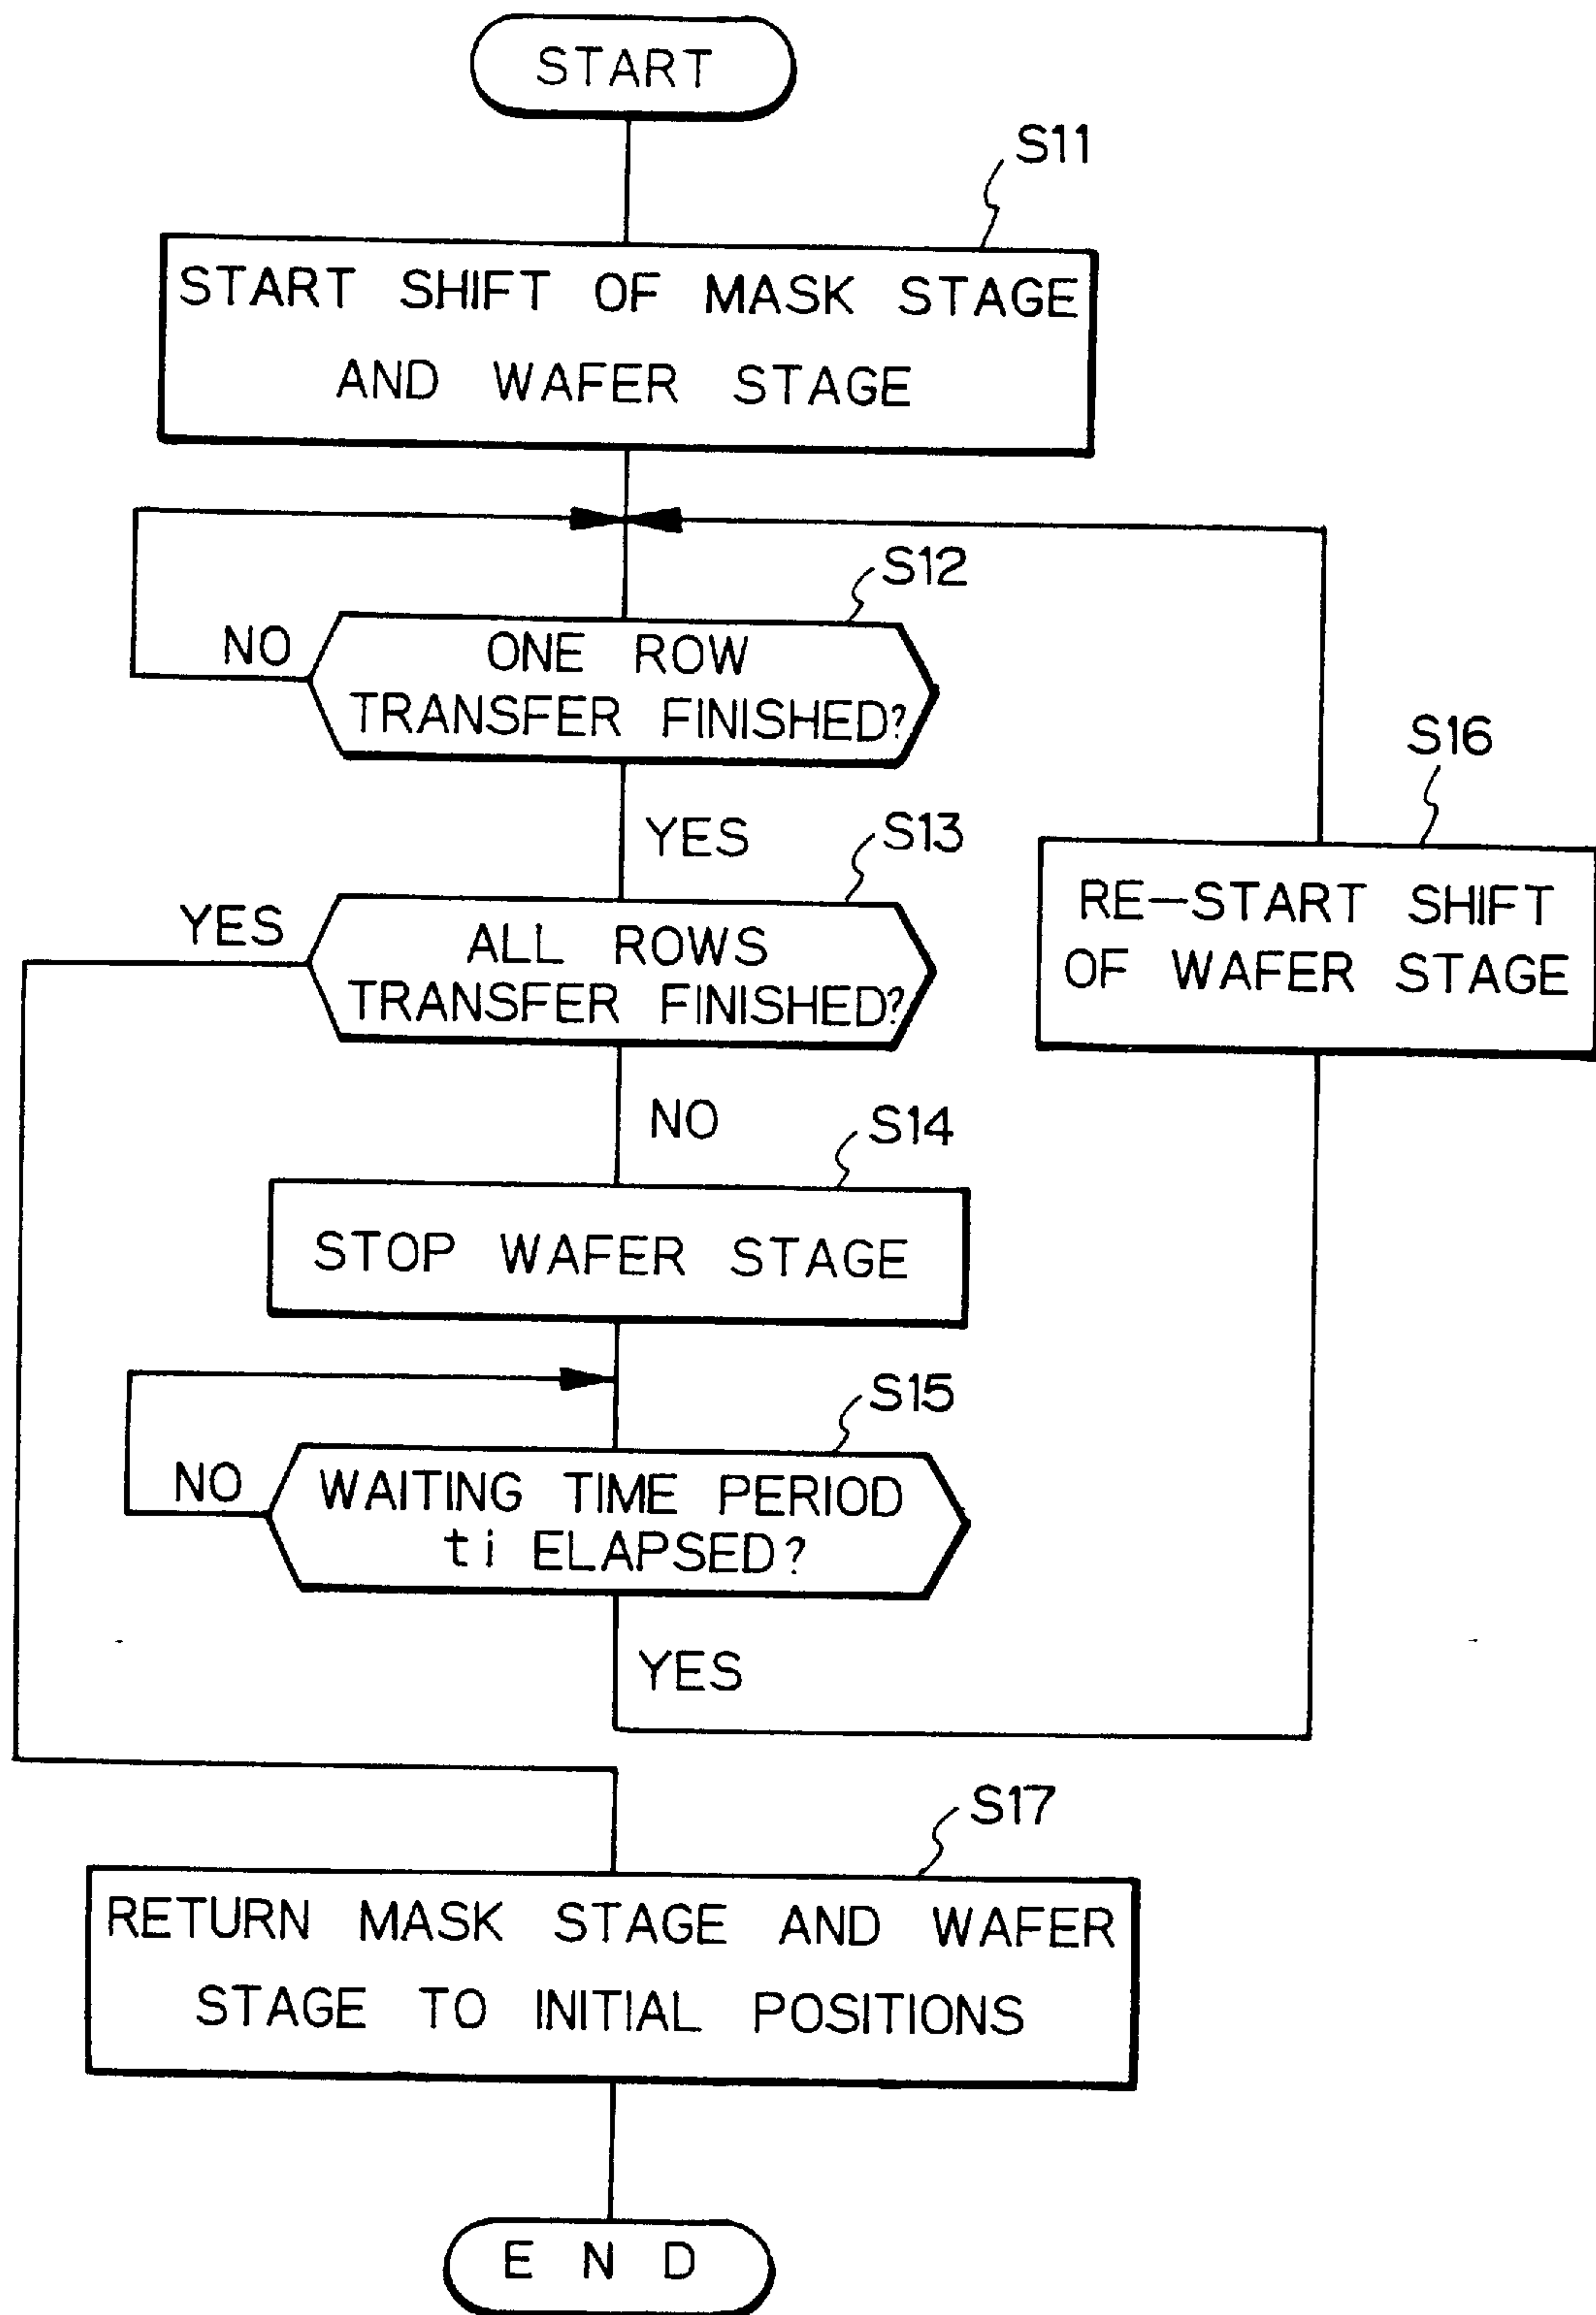 START
S11
START SHIFT OF MASK STAGE
AND WAFER STAGE
S12
NO
ONE ROW
TRANSFER FINISHED?
YES
S13
YES
ALL ROWS
TRANSFER FINISHED?
S16
RE-START SHIFT
OF WAFER STAGE
NO
S14
STOP WAFER STAGE
S15
NO
WAITING TIME PERIOD
ti ELAPSED?
YES
S17
RETURN MASK STAGE AND WAFER
STAGE TO INITIAL POSITIONS
END